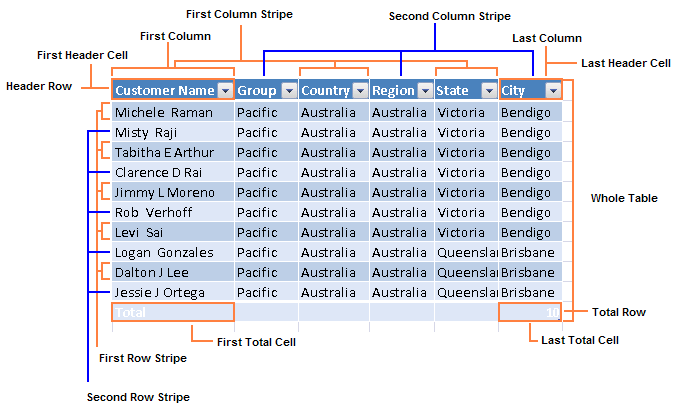 First Column Stripe
Second Column Stripe
First Column
Last Column
First Header Cell
Last Header Cell
Header Row
Customer Name Group Country Region State City
Michele Raman Pacific Australia Australia Victoria Bendigo
Misty Raji Pacific Australia Australia Victoria Bendigo
Tabitha E Arthur Pacific Australia Australia Victoria Bendigo
Clarence D Rai Pacific Australia Australia Victoria Bendigo
Jimmy L Moreno Pacific Australia Australia Victoria Bendigo
Whole Table
Rob Verhoff Pacific Australia Australia Victoria Bendigo
Levi Sai Pacific Australia Australia Victoria Bendigo
Logan Gonzales Pacific Australia Australia Queensla Brisbane
Dalton J Lee Pacific Australia Australia Queensla Brisbane
Jessie J Ortega Pacific Australia Australia Queensla Brisbane
Total 10
Total Row
First Total Cell
Last Total Cell
First Row Stripe
Second Row Stripe